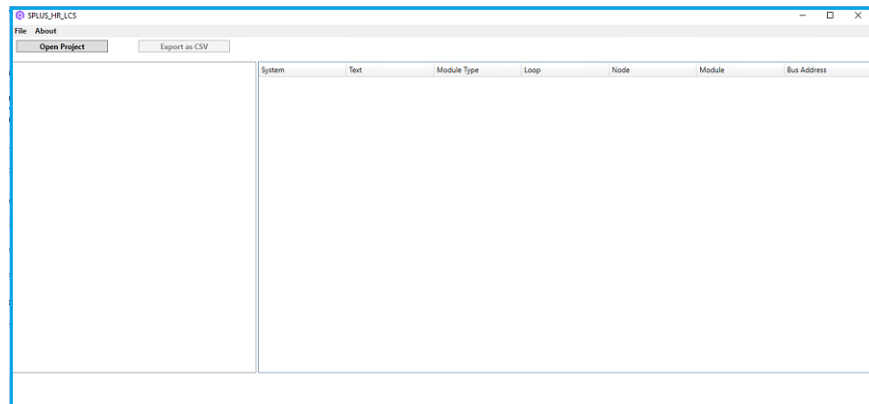 SPLUS_HR_LCS
File About
Open Project Export as CSV
System Text Module Type Loop Node Module Bus Address